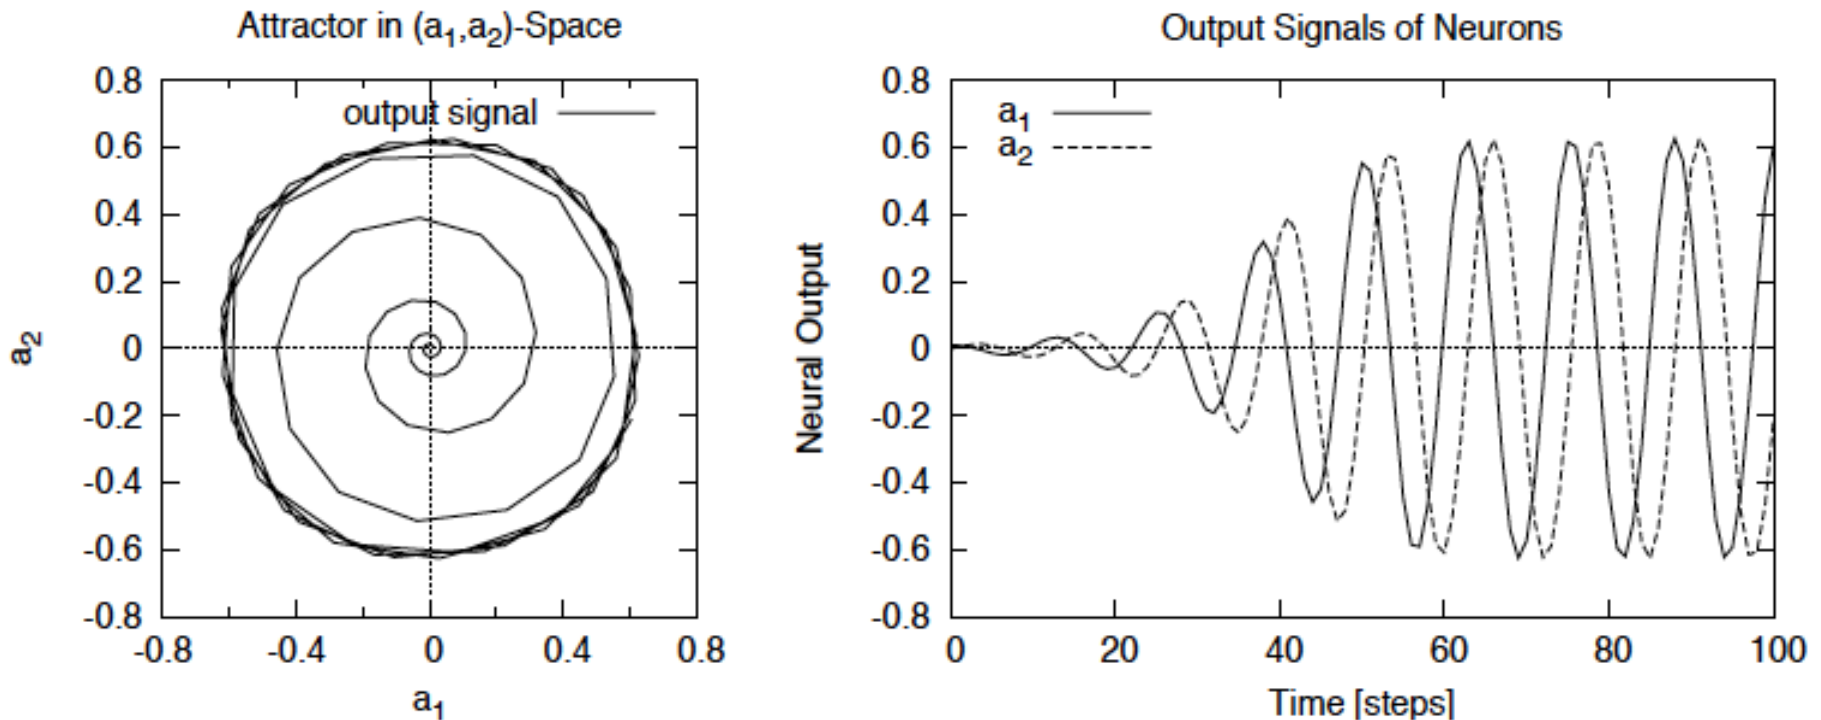 Attractor in (a₁,a₂)-Space
output signal
0.8
0.6
0.4
0.2
0
-0.2
-0.4
-0.6
-0.8
a₂
-0.8 -0.4 0 0.4 0.8
a₁
Output Signals of Neurons
a₁
a₂
0.8
0.6
0.4
0.2
0
-0.2
-0.4
-0.6
-0.8
Neural Output
0 20 40 60 80 100
Time [steps]